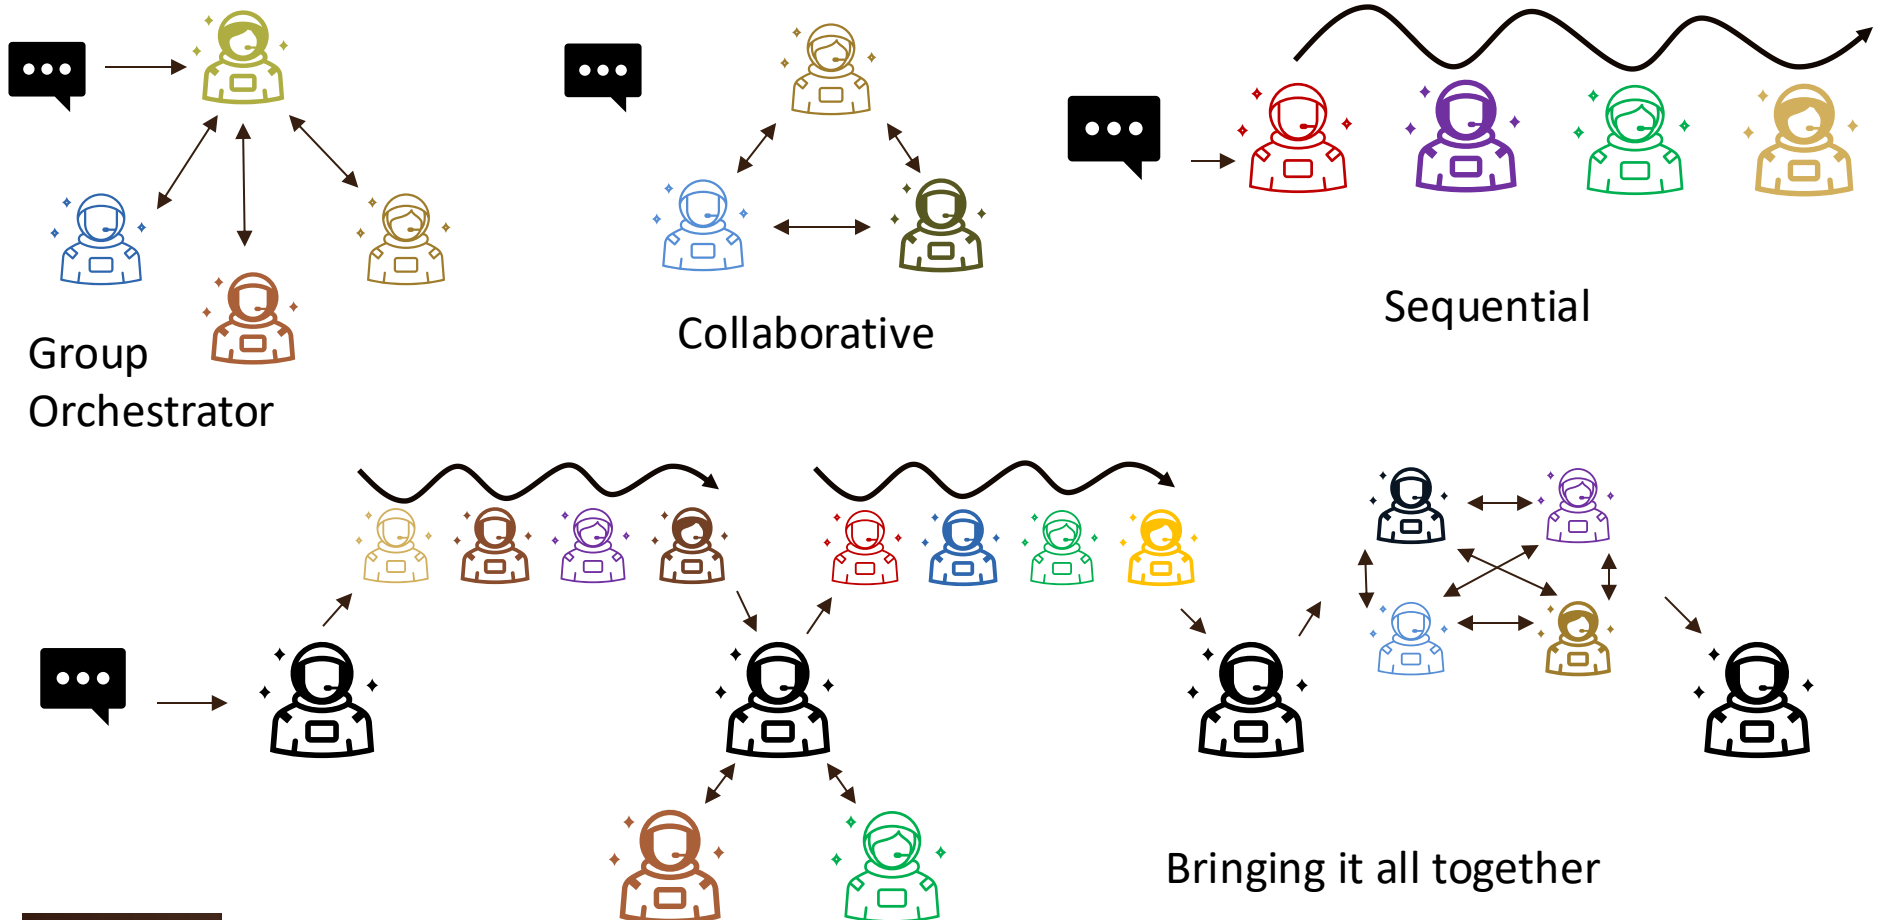 Group
Orchestrator
Collaborative
Sequential
Bringing it all together